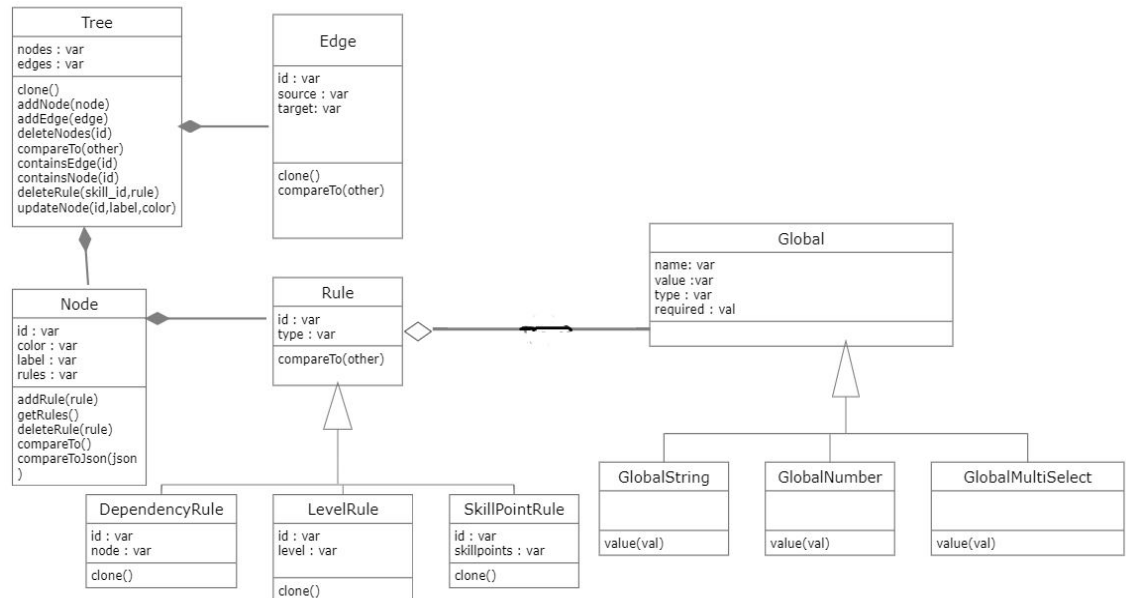 Tree
nodes : var
edges : var
clone()
addNode(node)
addEdge(edge)
deleteNodes(id)
compareTo(other)
containsEdge(id)
containsNode(id)
deleteRule(skill_id,rule)
updateNode(id,label,color)
Edge
id : var
source : var
target: var
clone()
compareTo(other)
Node
id : var
color : var
label : var
rules : var
addRule(rule)
getRules()
deleteRule(rule)
compareTo()
compareToJson(json
)
Rule
id : var
type : var
compareTo(other)
Global
name: var
value :var
type : var
required : val
DependencyRule
id : var
node : var
clone()
LevelRule
id : var
level : var
clone()
SkillPointRule
id : var
skillpoints : var
clone()
GlobalString
value(val)
GlobalNumber
value(val)
GlobalMultiSelect
value(val)